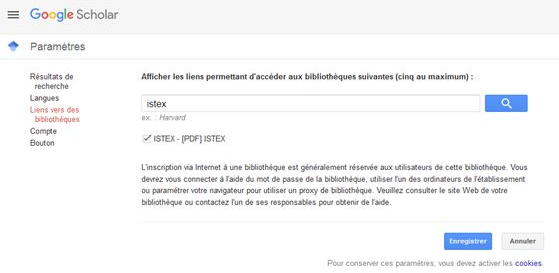 Google Scholar
Paramètres
Résultats de
recherche
Langues
Liens vers des
bibliothèques
Compte
Bouton
Afficher les liens permettant d'accéder aux bibliothèques suivantes (cinq au maximum) :
istex
ex. : Harvard
ISTEX - [PDF] ISTEX
L'inscription via Internet à une bibliothèque est généralement réservée aux utilisateurs de cette bibliothèque. Vous
devrez vous connecter à l'aide du mot de passe de la bibliothèque, utiliser l'un des ordinateurs de l'établissement
ou paramétrer votre navigateur pour utiliser un proxy de bibliothèque. Veuillez consulter le site Web de votre
bibliothèque ou contactez l'un de ses responsables pour obtenir de l'aide.
Enregistrer
Annuler
Pour conserver ces paramètres, vous devez activer les cookies.